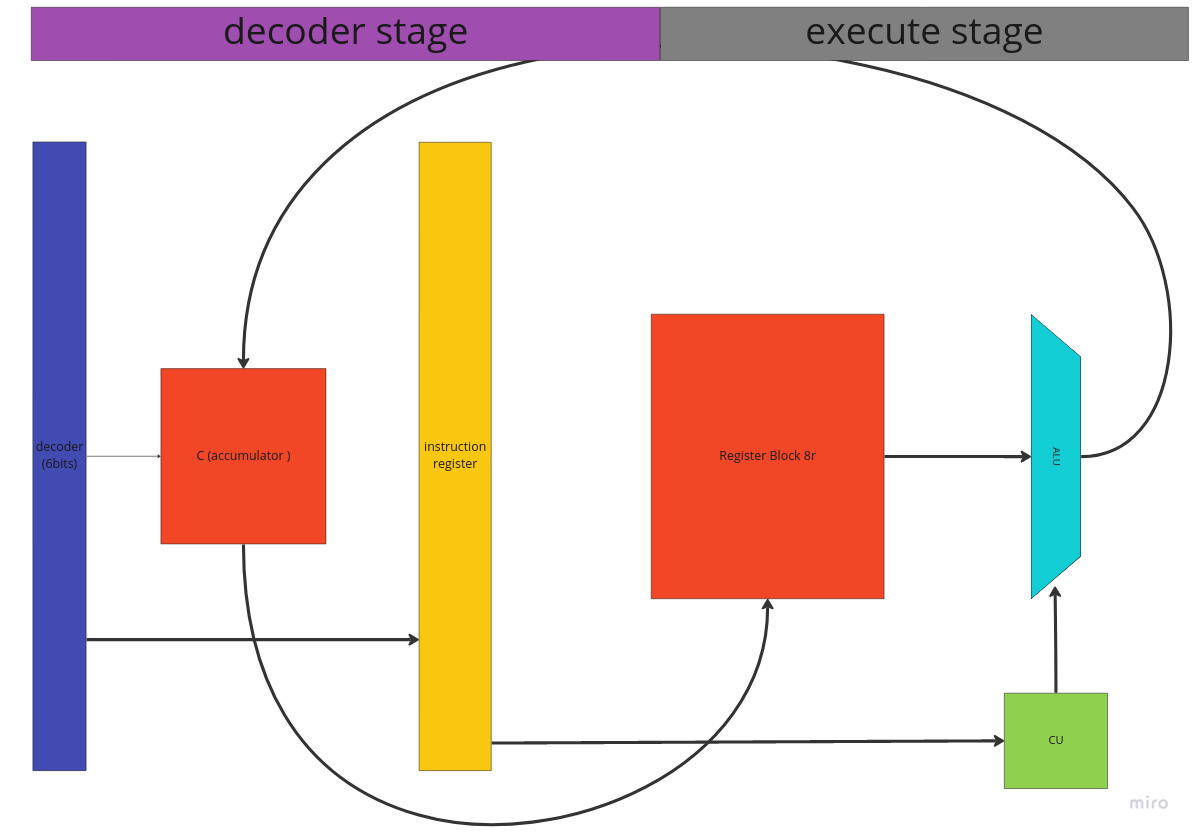 decoder stage
execute stage
decoder
(6bits)
C (accumulator )
instruction
register
Register Block 8r
ALU
CU
miro